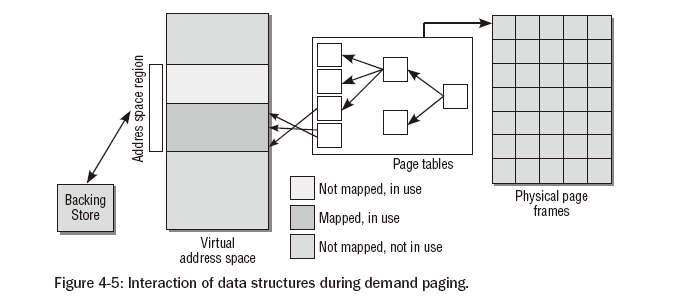 Addres space region
Backing
Store
Virtual
address space
Page tables
Not mapped, in use
Mapped, in use
Not mapped, not in use
Physical page
frames
Figure 4-5: Interaction of data structures during demand paging.